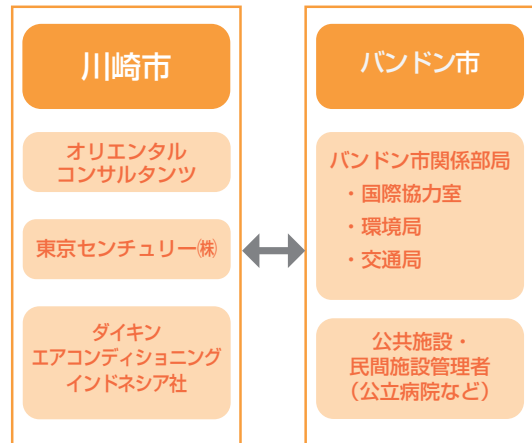 川崎市
オリエンタル
コンサルタンツ
東京センチュリー㈱
ダイキン
エアコンディショニング
インドネシア社
バンドン市
バンドン市関係部局
・国際協力室
・環境局
・交通局
公共施設・
民間施設管理者
（公立病院など）